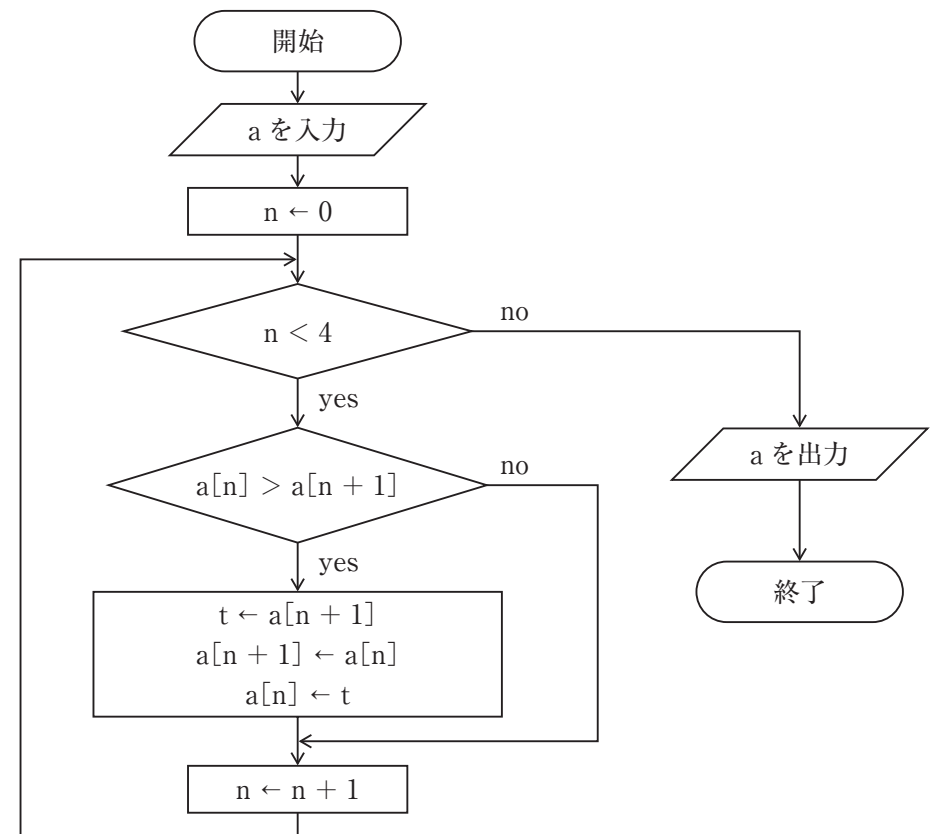 開始
a を入力
n ← 0
n < 4
no
yes
a[n] > a[n + 1]
no
yes
t ← a[n + 1]
a[n + 1] ← a[n]
a[n] ← t
n ← n + 1
a を出力
終了